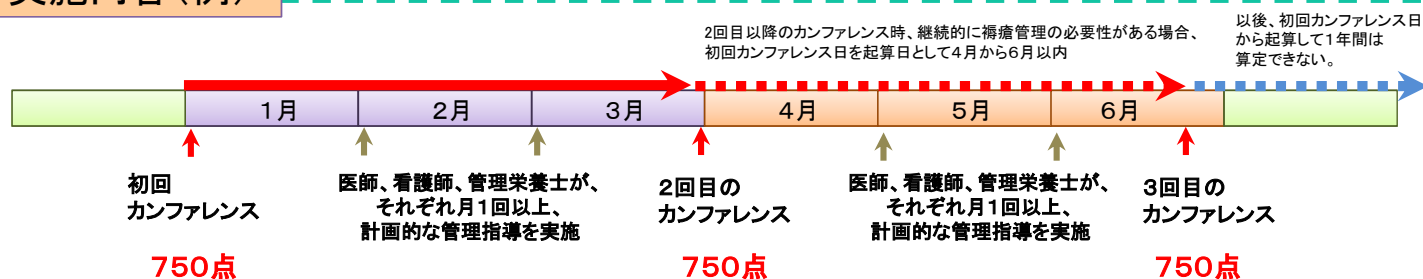 実施内容(例)
2回目以降のカンファレンス時、継続的に褥瘡管理の必要性がある場合、
初回カンファレンス日を起算日として4月から6月以内
以後、初回カンファレンス日
から起算して1年間は
算定できない。
1月
2月
3月
4月
5月
6月
初回
カンファレンス
750点
医師、看護師、管理栄養士が、
それぞれ月1回以上、
計画的な管理指導を実施
2回目の
カンファレンス
750点
医師、看護師、管理栄養士が、
それぞれ月1回以上、
計画的な管理指導を実施
3回目の
カンファレンス
750点